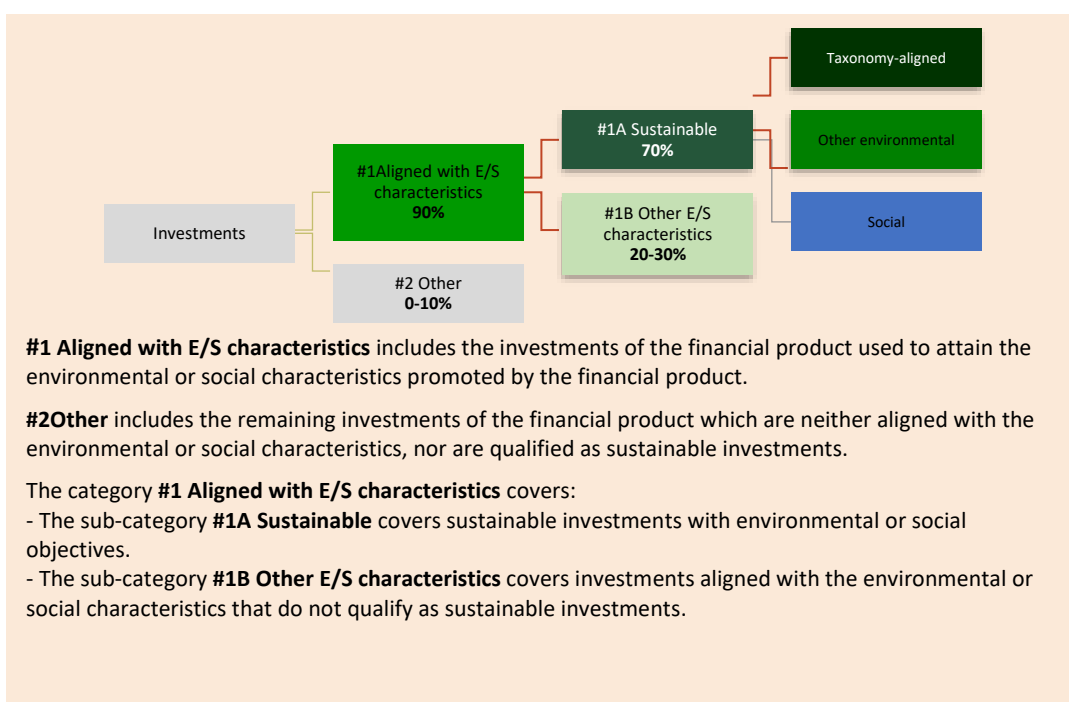 Taxonomy-aligned
#1A Sustainable
70%
Other environmental
#1Aligned with E/S
characteristics
90%
#1B Other E/S
characteristics
20-30%
Social
Investments
#2 Other
0-10%
#1 Aligned with E/S characteristics includes the investments of the financial product used to attain the
environmental or social characteristics promoted by the financial product.
#2Other includes the remaining investments of the financial product which are neither aligned with the
environmental or social characteristics, nor are qualified as sustainable investments.
The category #1 Aligned with E/S characteristics covers:
- The sub-category #1A Sustainable covers sustainable investments with environmental or social
objectives.
- The sub-category #1B Other E/S characteristics covers investments aligned with the environmental or
social characteristics that do not qualify as sustainable investments.